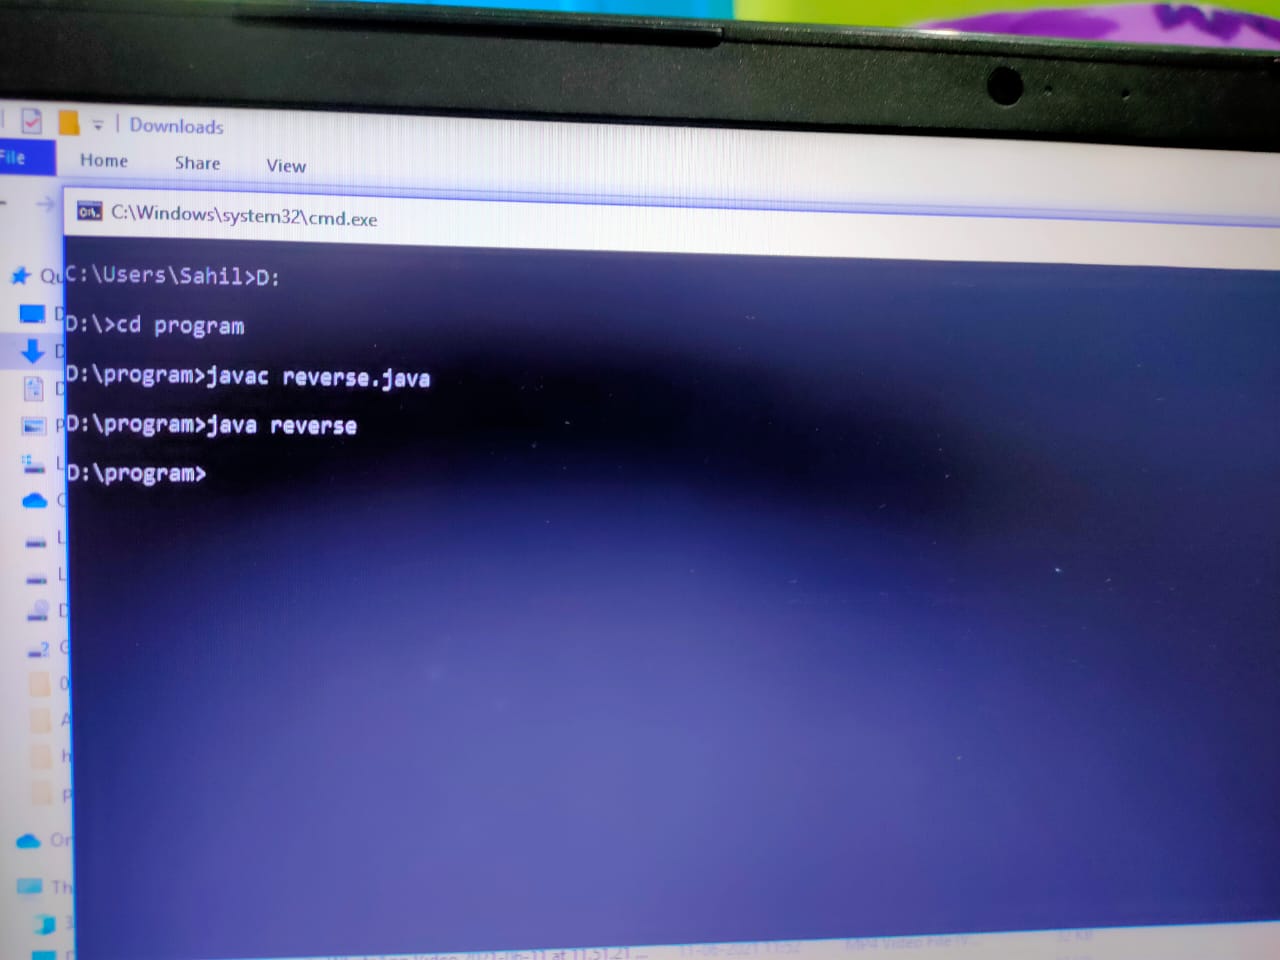 Downloads
File
Home Share View
C:\Windows\system32\cmd.exe
C:\Users\Sahil>D:
D:\>cd program
D:\program>javac reverse.java
D:\program>java reverse
D:\program>